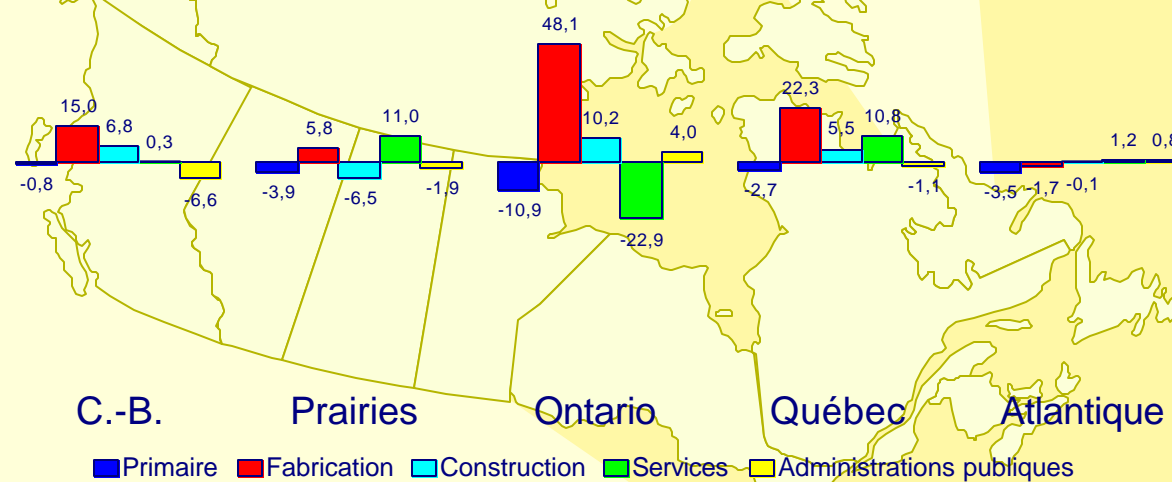 48,1
15,0 6,8 0,3 5,8 11,0 10,2 4,0 22,3 5,5 10,8 1,2 0,8
-0,8 -6,6 -3,9 -6,5 -1,9 -10,9 -22,9 -2,7 -1,1 -3,5 -1,7 -0,1
C.-B. Prairies Ontario Québec Atlantique
Primaire Fabrication Construction Services Administrations publiques